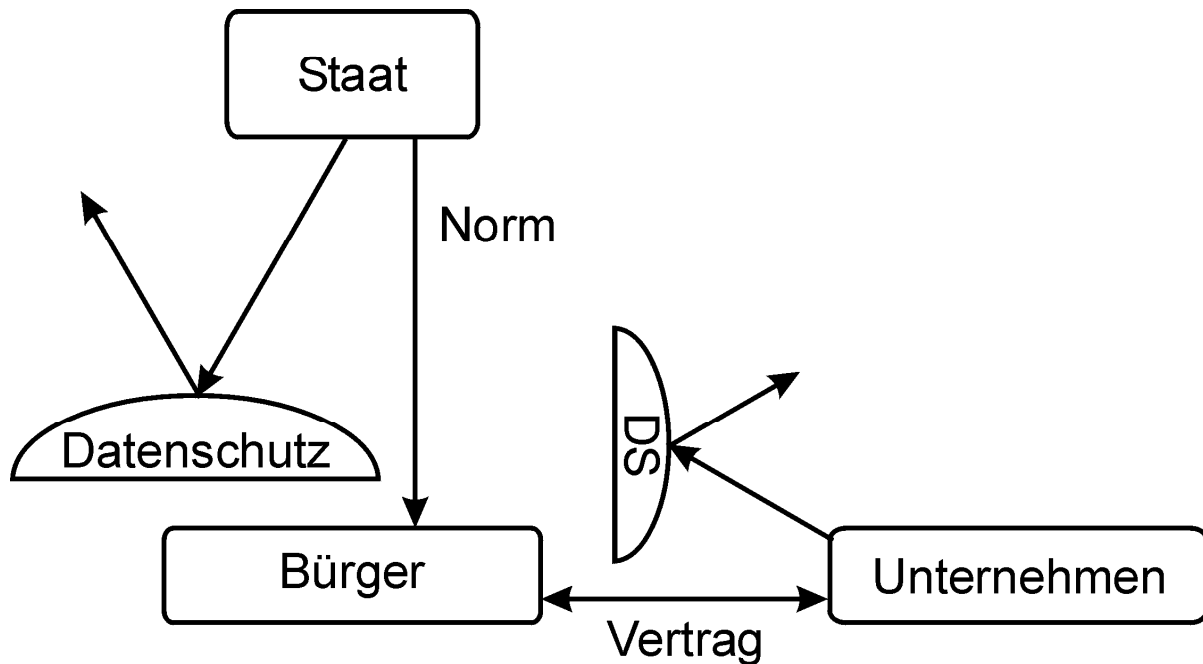 Staat
Norm
Datenschutz
DS
Bürger
Unternehmen
Vertrag